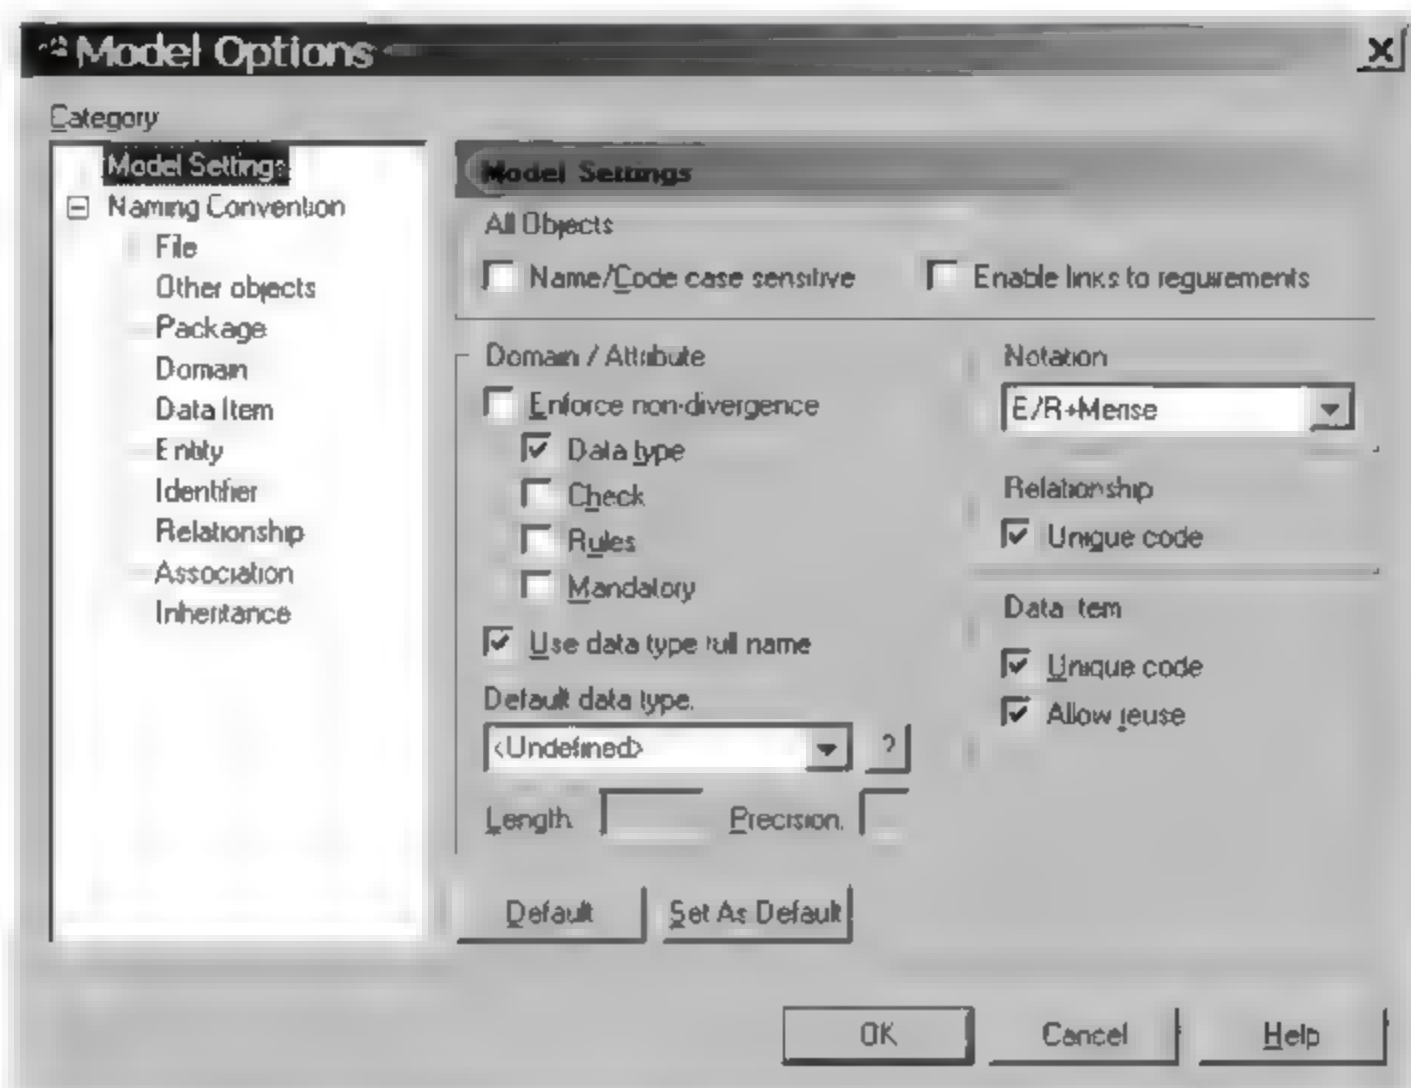 Model Options
Category
Model Settings
Naming Convention
File
Other objects
Package
Domain
Data Item
Entity
Identifier
Relationship
Association
Inheritance
Model Settings
All Objects
Name/Code case sensitive
Enable links to requirements
Domain / Attribute
Enforce non-divergence
Data type
Check
Rules
Mandatory
Use data type full name
Default data type:
<Undefined>
?
Length:
Precision:
Notation
E/R+Merise
Relationship
Unique code
Data Item
Unique code
Allow reuse
Default
Set As Default
OK
Cancel
Help